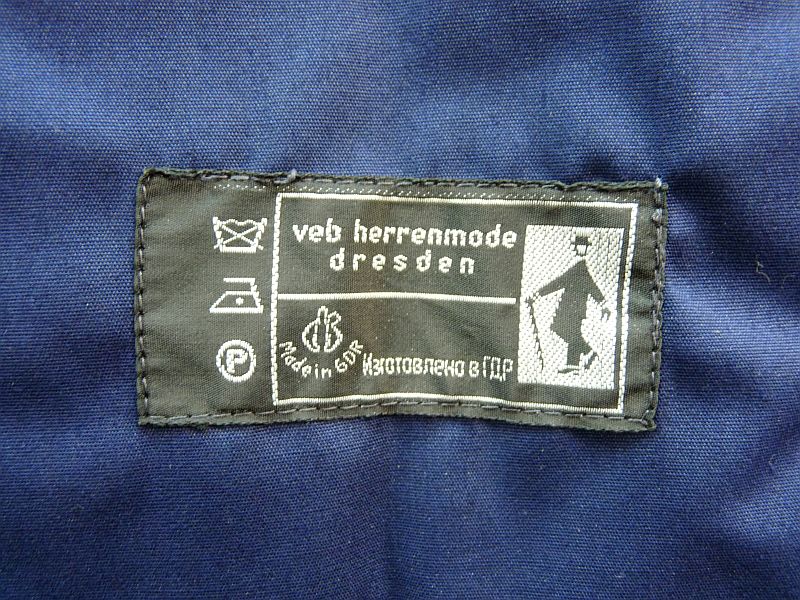 veb herrenmode
dresden
Made in GDR
Изготовлено в ГДР
P